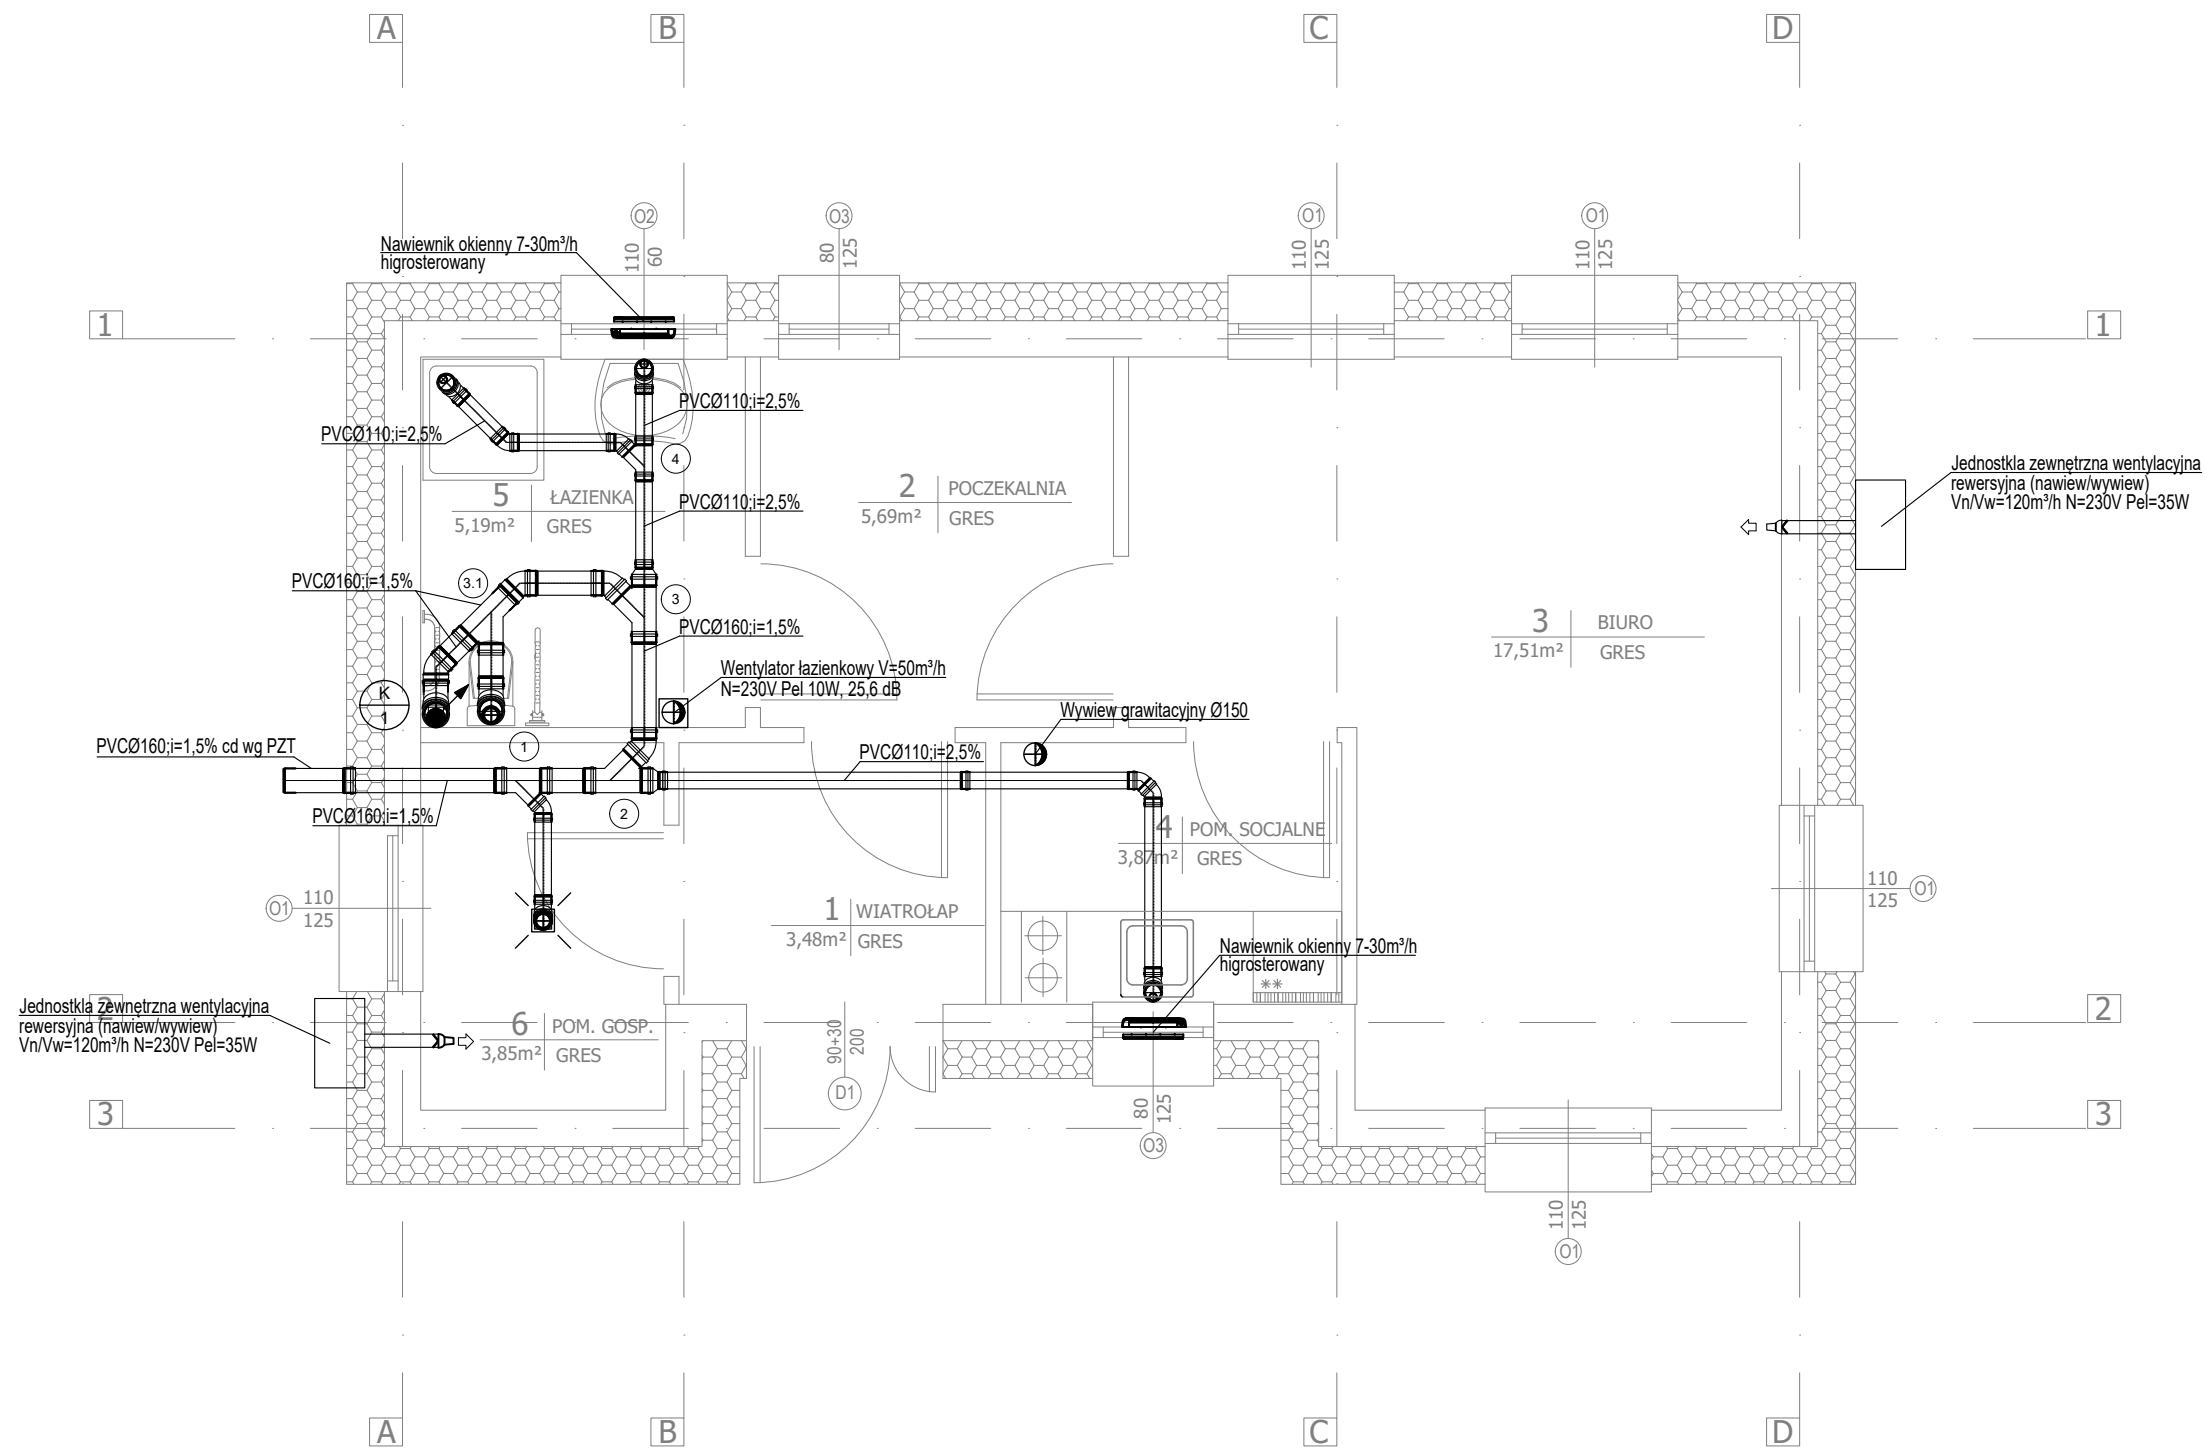 A
B
C
D
O2
O3
O1
O1
110
60
80
125
110
125
110
125
Nawiewnik okienny 7-30m³/h
higrosterowany
1
1
PVCØ110;i=2,5%
PVCØ110;i=2,5%
4
Jednostkla zewnętrzna wentylacyjna
rewersyjna (nawiew/wywiew)
Vn/Vw=120m³/h N=230V Pel=35W
5
ŁAZIENKA
5,19m²
GRES
PVCØ110;i=2,5%
2
POCZEKALNIA
5,69m²
GRES
PVCØ160;i=1,5%
3.1
3
PVCØ160;i=1,5%
3
BIURO
17,51m²
GRES
Wentylator łazienkowy V=50m³/h
N=230V Pel 10W, 25,6 dB
K
1
Wywiew grawitacyjny Ø150
PVCØ160;i=1,5% cd wg PZT
1
PVCØ110;i=2,5%
PVCØ160;i=1,5%
2
4
POM. SOCJALNE
3,87m²
GRES
O1
110
125
110
125
O1
1
WIATROŁAP
3,48m²
GRES
Nawiewnik okienny 7-30m³/h
higrosterowany
**
Jednostkla zewnętrzna wentylacyjna
rewersyjna (nawiew/wywiew)
Vn/Vw=120m³/h N=230V Pel=35W
2
2
6
POM. GOSP.
3,85m²
GRES
90+30
200
D1
80
125
O3
3
3
110
125
O1
A
B
C
D